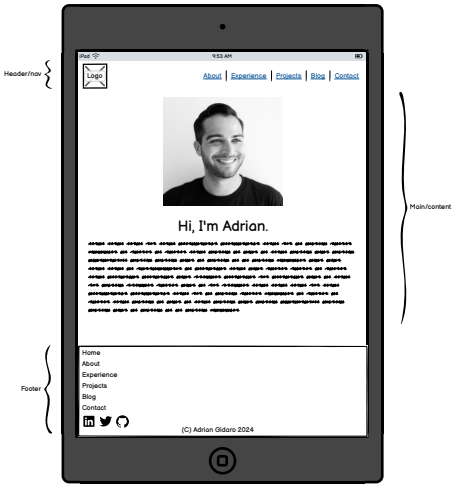 iPad
9:53 AM
Header/nav
Logo
About Experience Projects Blog Contact
Main/content
Hi, I'm Adrian.
Footer
Home
About
Experience
Projects
Blog
Contact
(C) Adrian Gidaro 2024